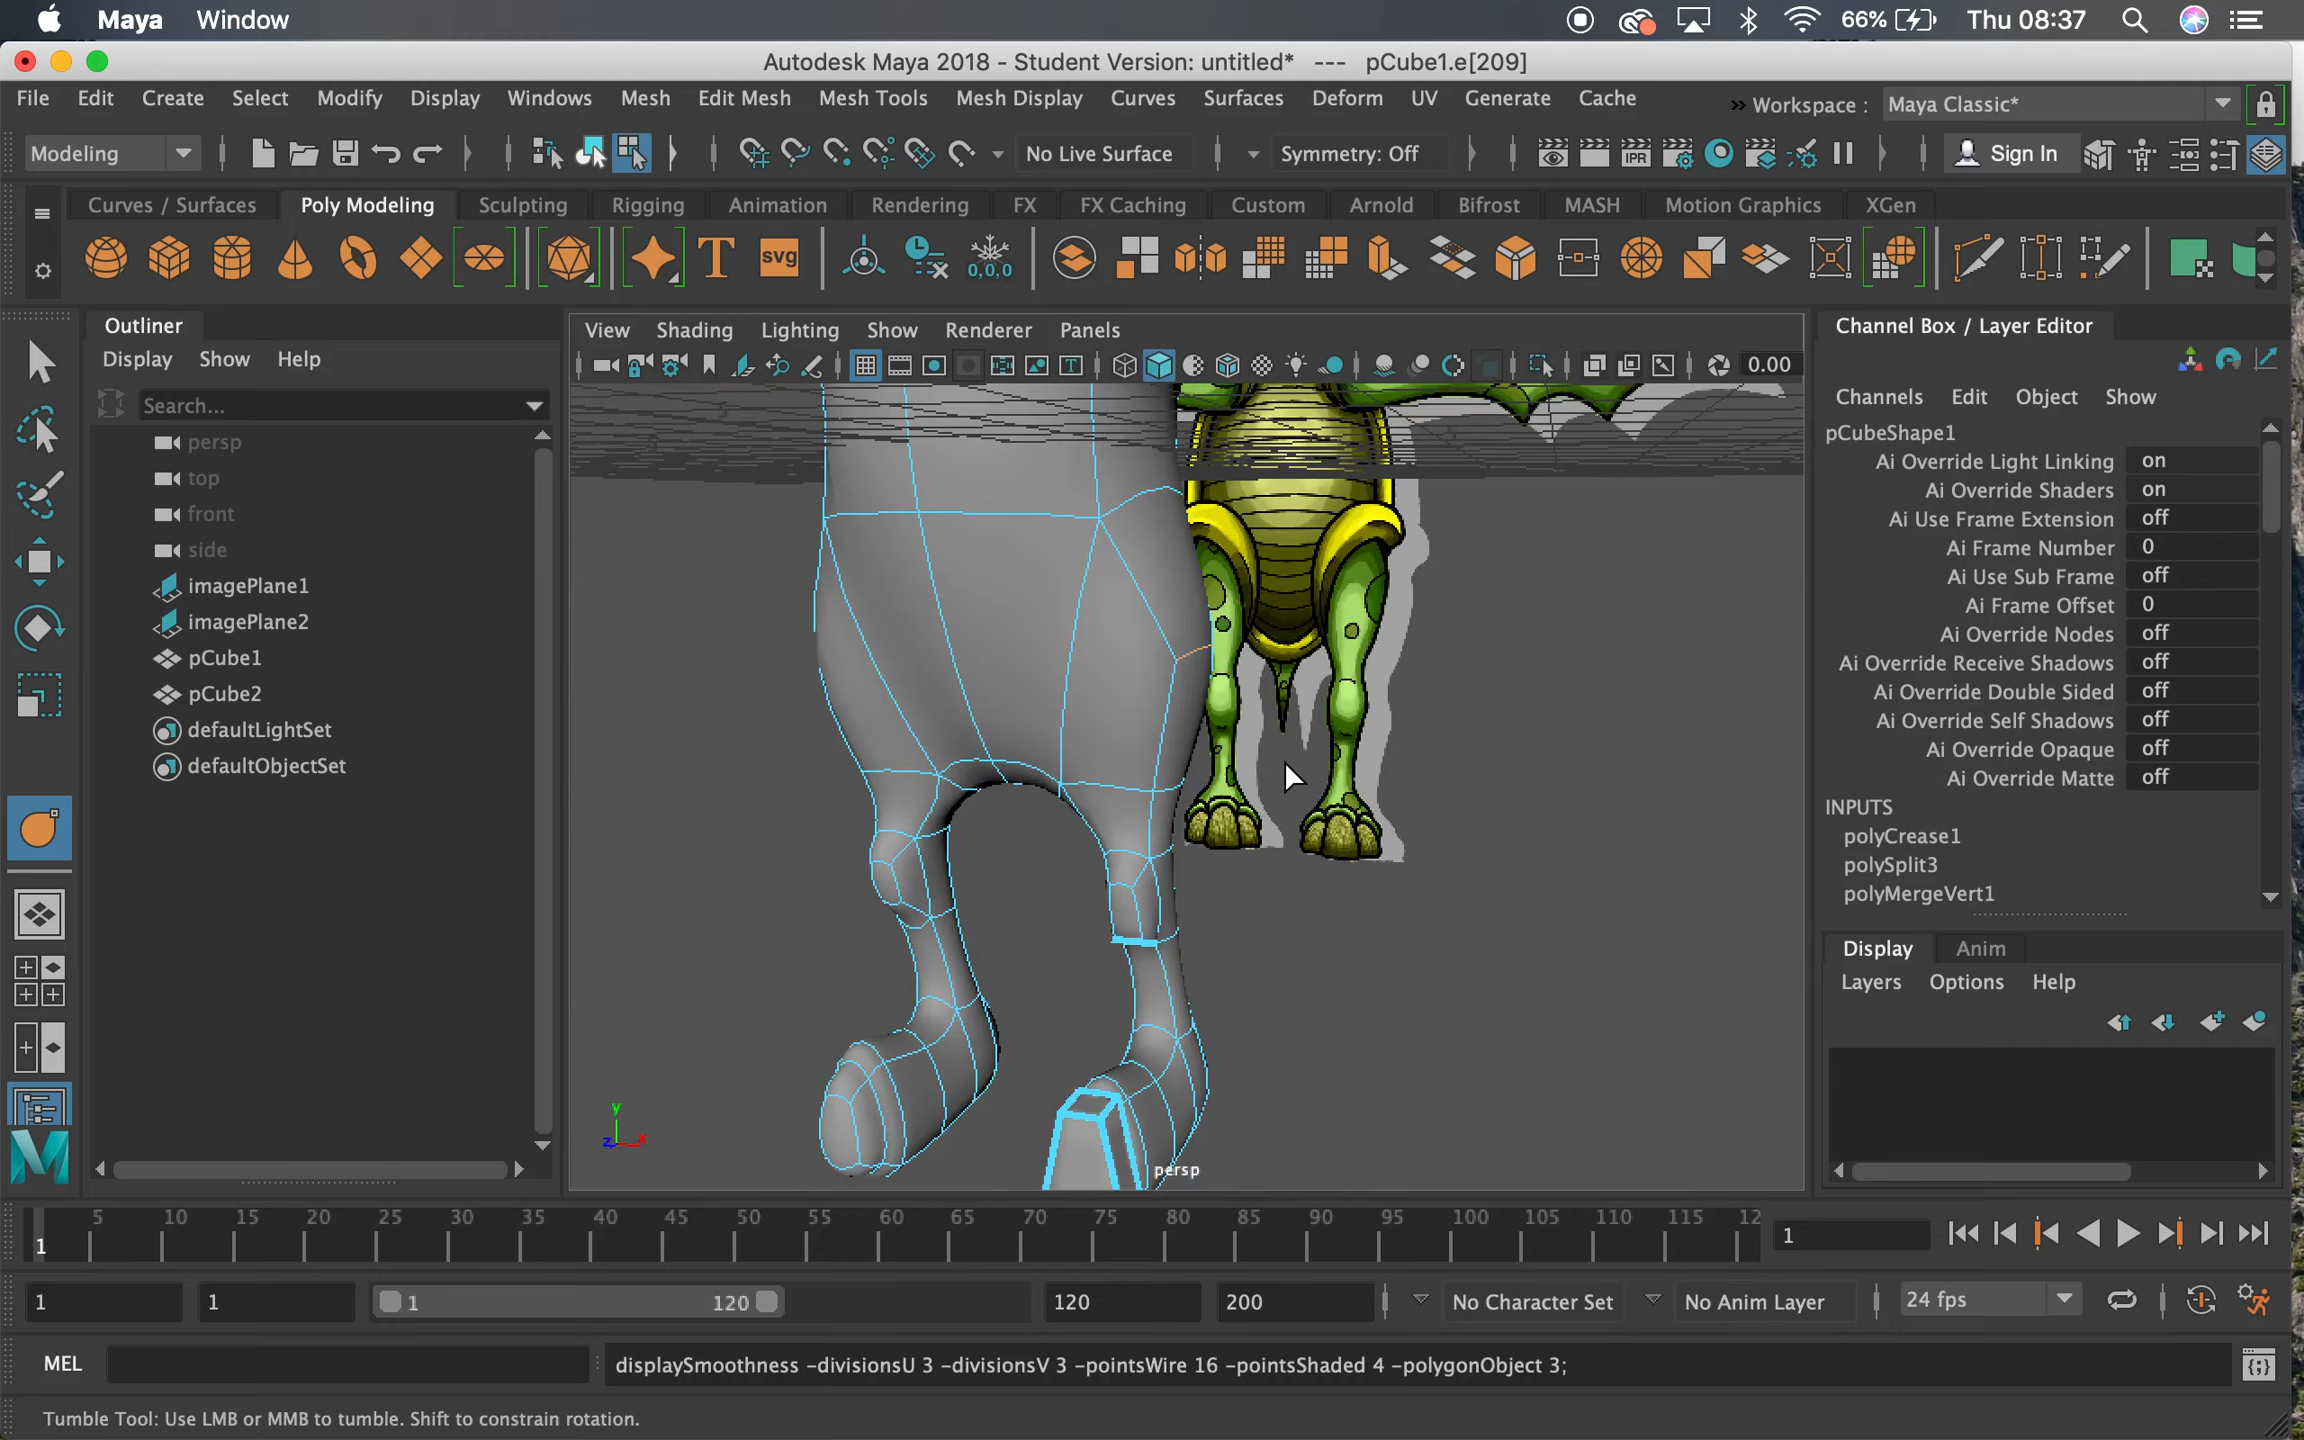 Maya Window 66% Thu 08:37
Autodesk Maya 2018 - Student Version: untitled* --- pCube1.e[209]
File Edit Create Select Modify Display Windows Mesh Edit Mesh Mesh Tools Mesh Display Curves Surfaces Deform UV Generate Cache » Workspace : Maya Classic*
Modeling No Live Surface Symmetry: Off IPR Sign In
Curves / Surfaces Poly Modeling Sculpting Rigging Animation Rendering FX FX Caching Custom Arnold Bifrost MASH Motion Graphics XGen
T svg 0,0,0
Outliner
Display Show Help
Search...
persp
top
front
side
imagePlane1
imagePlane2
pCube1
pCube2
defaultLightSet
defaultObjectSet
View Shading Lighting Show Renderer Panels
0.00
y
z x
persp
Channel Box / Layer Editor
Channels Edit Object Show
pCubeShape1
Ai Override Light Linking on
Ai Override Shaders on
Ai Use Frame Extension off
Ai Frame Number 0
Ai Use Sub Frame off
Ai Frame Offset 0
Ai Override Nodes off
Ai Override Receive Shadows off
Ai Override Double Sided off
Ai Override Self Shadows off
Ai Override Opaque off
Ai Override Matte off
INPUTS
polyCrease1
polySplit3
polyMergeVert1
Display Anim
Layers Options Help
5 10 15 20 25 30 35 40 45 50 55 60 65 70 75 80 85 90 95 100 105 110 115 12
1 1
1 1 1 120 120 200 No Character Set No Anim Layer 24 fps
MEL displaySmoothness -divisionsU 3 -divisionsV 3 -pointsWire 16 -pointsShaded 4 -polygonObject 3;
Tumble Tool: Use LMB or MMB to tumble. Shift to constrain rotation.